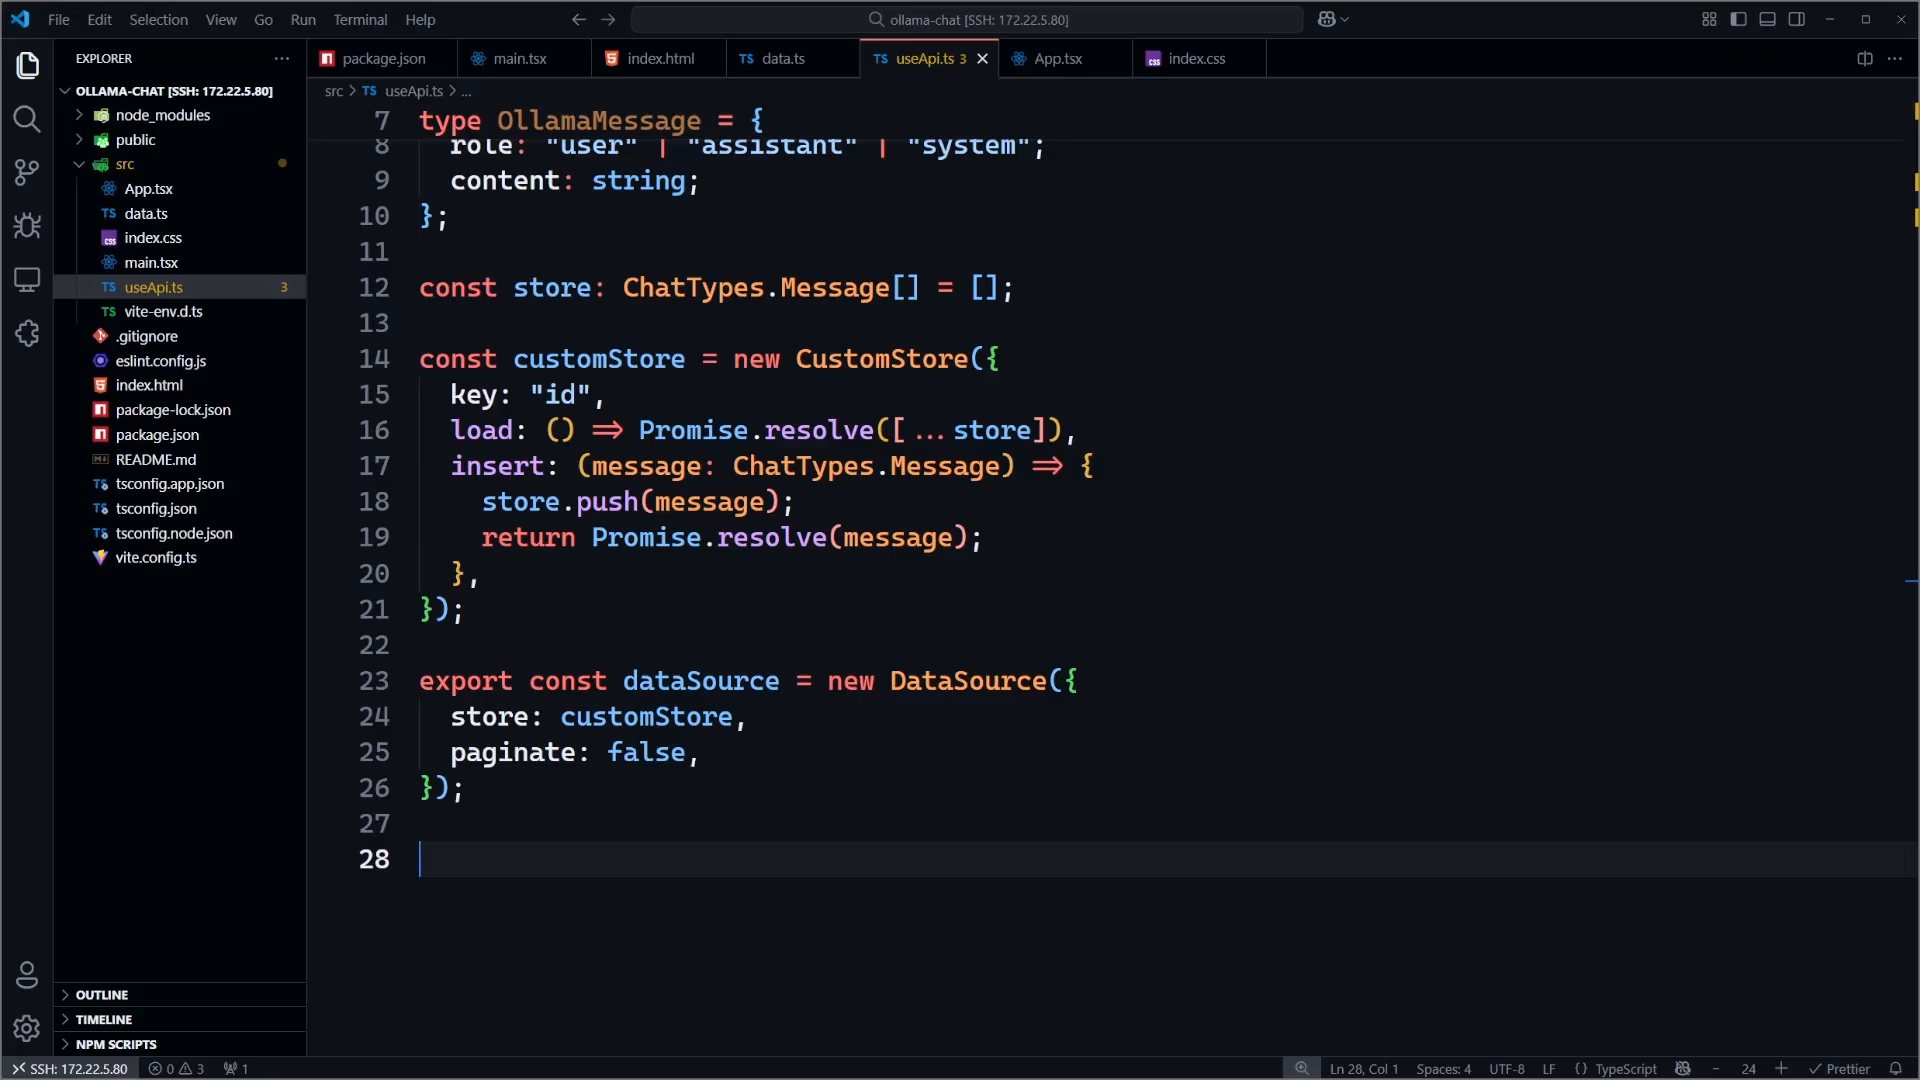 File Edit Selection View Go Run Terminal Help
ollama-chat [SSH: 172.22.5.80]
EXPLORER
package.json
main.tsx
index.html
TS data.ts
TS useApi.ts 3
App.tsx
index.css
src > TS useApi.ts > ...
OLLAMA-CHAT [SSH: 172.22.5.80]
node_modules
public
src
App.tsx
TS data.ts
index.css
main.tsx
TS useApi.ts 3
TS vite-env.d.ts
.gitignore
eslint.config.js
index.html
package-lock.json
package.json
README.md
tsconfig.app.json
tsconfig.json
tsconfig.node.json
vite.config.ts
OUTLINE
TIMELINE
NPM SCRIPTS
7 type OllamaMessage = {
8 role: "user" | "assistant" | "system";
9 content: string;
10 };
11
12 const store: ChatTypes.Message[] = [];
13
14 const customStore = new CustomStore({
15 key: "id",
16 load: () => Promise.resolve([...store]),
17 insert: (message: ChatTypes.Message) => {
18 store.push(message);
19 return Promise.resolve(message);
20 },
21 });
22
23 export const dataSource = new DataSource({
24 store: customStore,
25 paginate: false,
26 });
27
28
SSH: 172.22.5.80 0 3 1
Ln 28, Col 1 Spaces: 4 UTF-8 LF {} TypeScript − 24 + Prettier